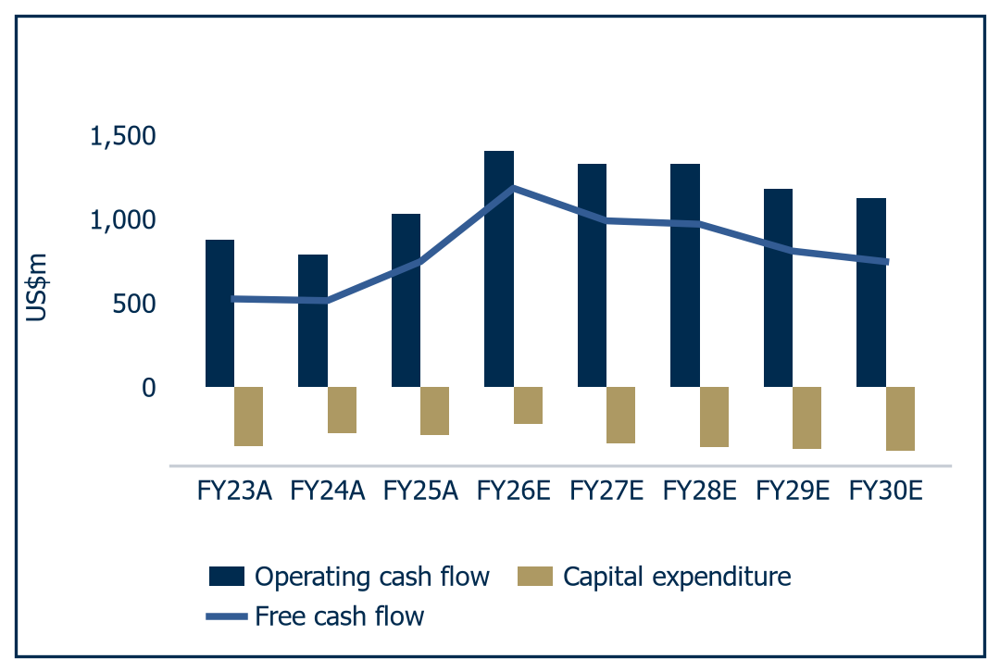 1,500
1,000
500
0
US$m
FY23A FY24A FY25A FY26E FY27E FY28E FY29E FY30E
Operating cash flow Capital expenditure
Free cash flow